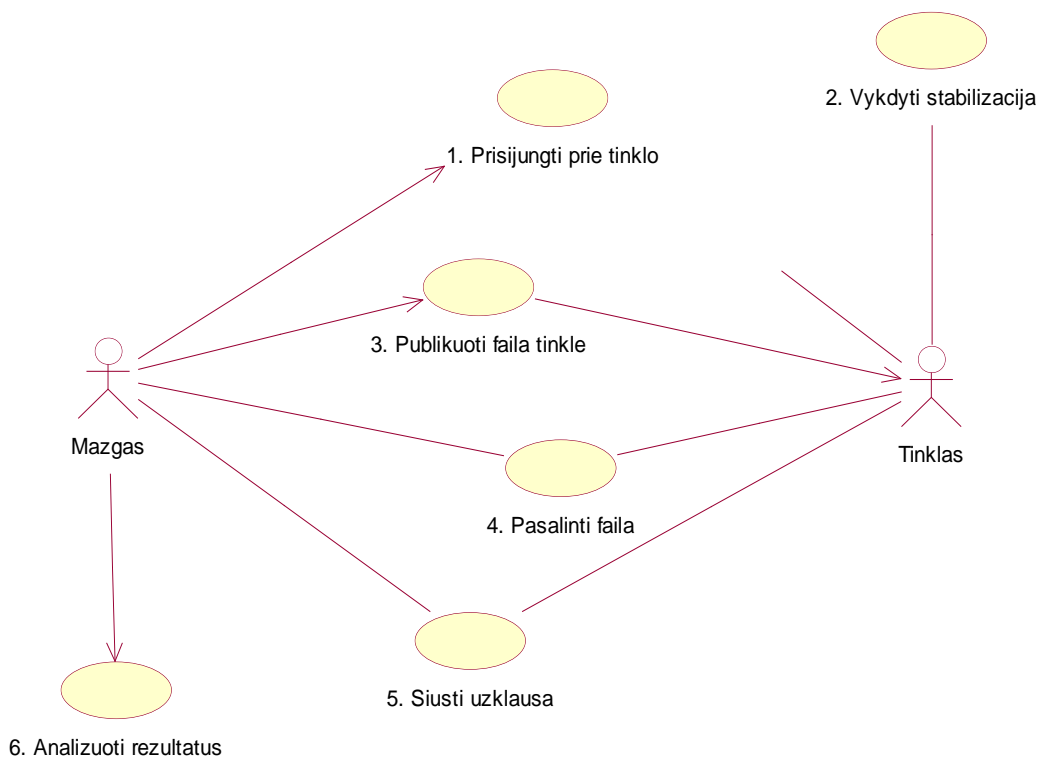 2. Vykdyti stabilizacija
1. Prisijungti prie tinklo
3. Publikuoti faila tinkle
Mazgas
Tinklas
4. Pasalinti faila
5. Siusti uzklausa
6. Analizuoti rezultatus